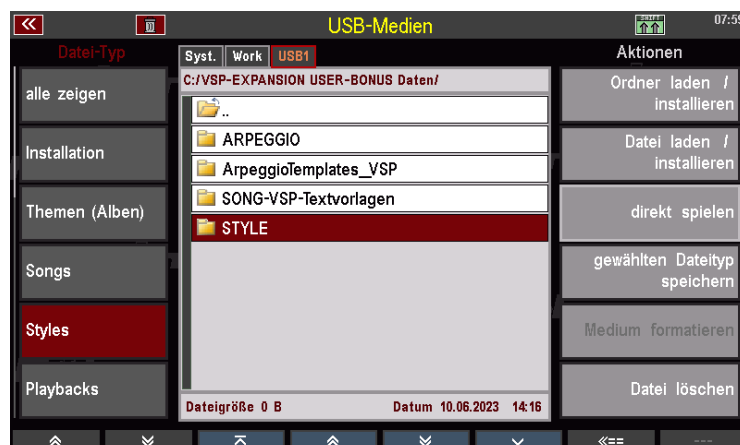 USB-Medien
SHIFT
07:59
Datei-Typ
Syst. Work USB1
Aktionen
C:/VSP-EXPANSION USER-BONUS Daten/
alle zeigen
Installation
Themen (Alben)
Songs
Styles
Playbacks
..
ARPEGGIO
ArpeggioTemplates_VSP
SONG-VSP-Textvorlagen
STYLE
Dateigröße 0 B Datum 10.06.2023 14:16
Ordner laden /
installieren
Datei laden /
installieren
direkt spielen
gewählten Dateityp
speichern
Medium formatieren
Datei löschen
«==
---